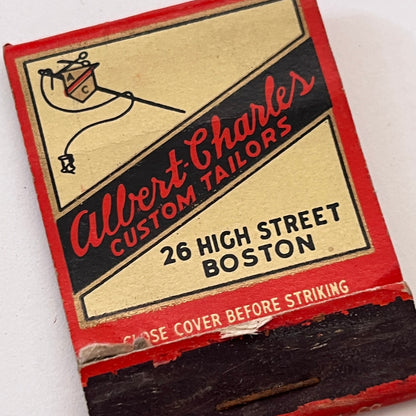 A C
Albert-Charles
CUSTOM TAILORS
26 HIGH STREET
BOSTON
CLOSE COVER BEFORE STRIKING